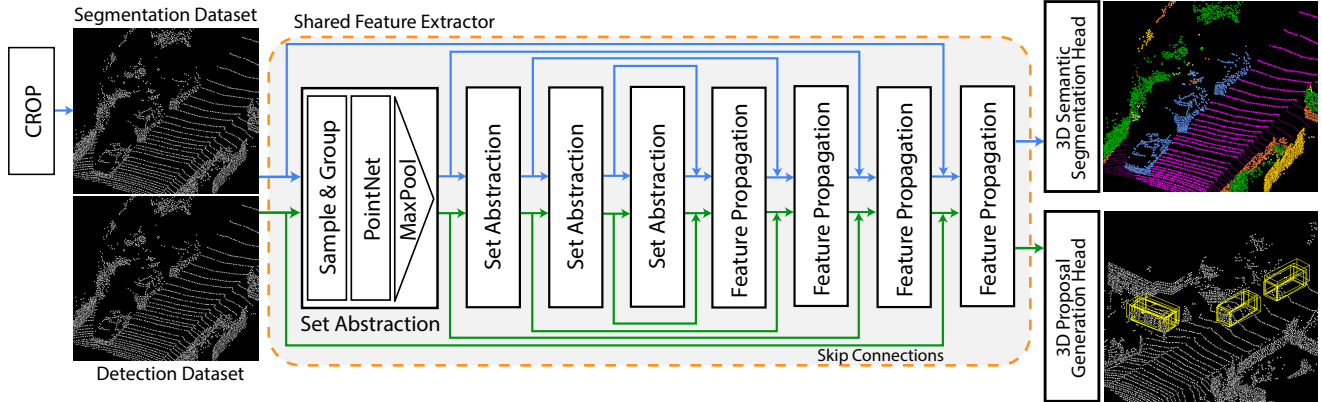 Segmentation Dataset
Shared Feature Extractor
CROP
Sample & Group
PointNet
MaxPool
Set Abstraction
Set Abstraction
Set Abstraction
Set Abstraction
Feature Propagation
Feature Propagation
Feature Propagation
Feature Propagation
3D Semantic
Segmentation Head
3D Proposal
Generation Head
Skip Connections
Detection Dataset